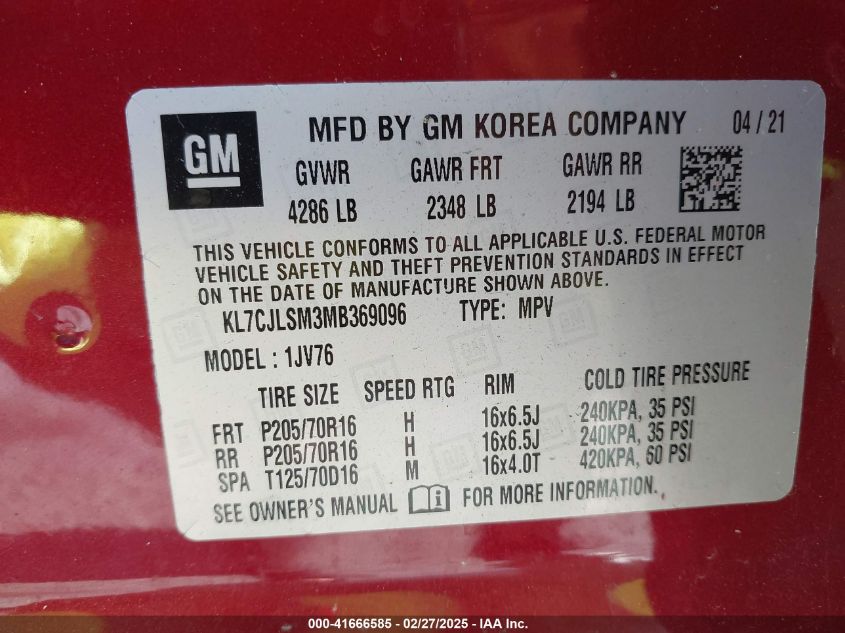 GM
MFD BY GM KOREA COMPANY 04 / 21
GVWR GAWR FRT GAWR RR
4286 LB 2348 LB 2194 LB
THIS VEHICLE CONFORMS TO ALL APPLICABLE U.S. FEDERAL MOTOR
VEHICLE SAFETY AND THEFT PREVENTION STANDARDS IN EFFECT
ON THE DATE OF MANUFACTURE SHOWN ABOVE.
KL7CJLSM3MB369096 TYPE: MPV
MODEL : 1JV76
TIRE SIZE SPEED RTG RIM COLD TIRE PRESSURE
FRT P205/70R16 H 16x6.5J 240KPA, 35 PSI
RR P205/70R16 H 16x6.5J 240KPA, 35 PSI
SPA T125/70D16 M 16x4.0T 420KPA, 60 PSI
SEE OWNER'S MANUAL FOR MORE INFORMATION.
000-41666585 - 02/27/2025 - IAA Inc.